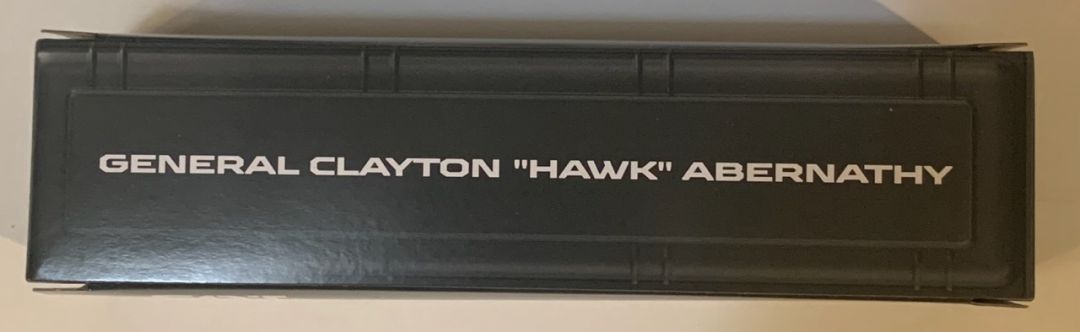 GENERAL CLAYTON "HAWK" ABERNATHY